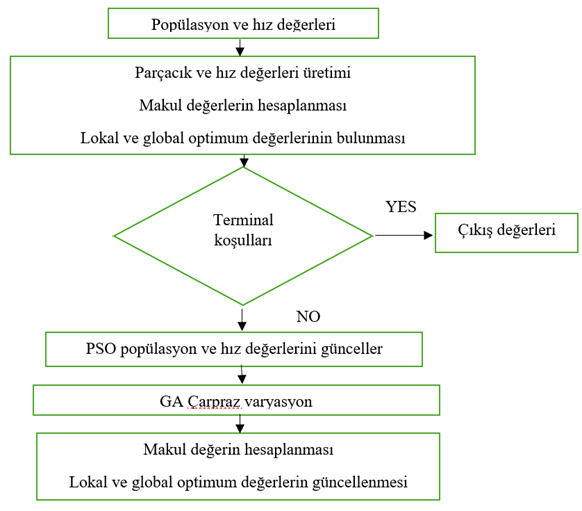 Popülasyon ve hız değerleri
Parçacık ve hız değerleri üretimi
Makul değerlerin hesaplanması
Lokal ve global optimum değerlerinin bulunması
Terminal
koşulları
YES
Çıkış değerleri
NO
PSO popülasyon ve hız değerlerini günceller
GA Çarpraz varyasyon
Makul değerin hesaplanması
Lokal ve global optimum değerlerin güncellenmesi